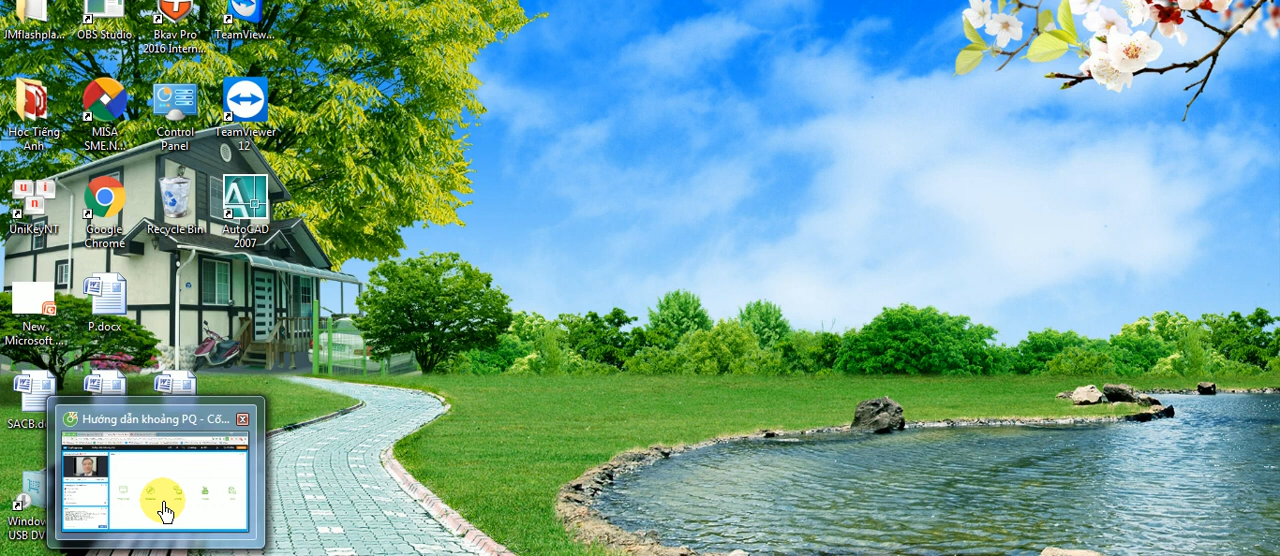 JMflashpla...
OBS Studio
Bkav Pro
2016 Intern...
TeamView...
Học Tiếng
Anh
MISA
SME.N...
Control
Panel
TeamViewer
12
UniKeyNT
Google
Chrome
Recycle Bin
AutoCAD
2007
New
Microsoft ...
P.docx
SACB.d
Hướng dẫn khoảng PQ - Cố...
Window
USB DV